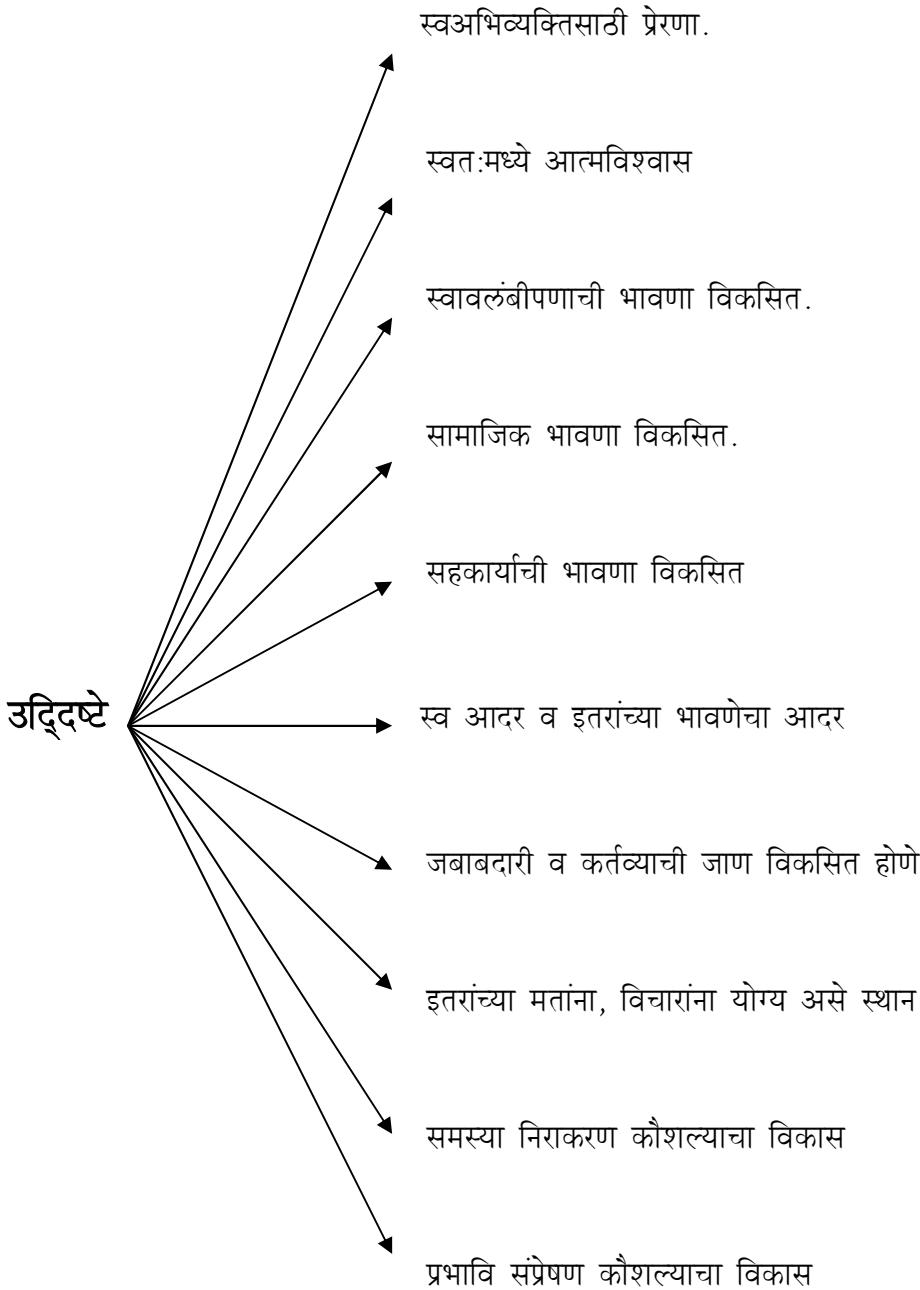 स्वअभिव्यक्तिसाठी प्रेरणा.
स्वत:मध्ये आत्मविश्वास
स्वावलंबीपणाची भावणा विकसित.
सामाजिक भावणा विकसित.
सहकार्याची भावणा विकसित
उद्दिष्टे
स्व आदर व इतरांच्या भावणेचा आदर
जबाबदारी व कर्तव्याची जाण विकसित होणे
इतरांच्या मतांना, विचारांना योग्य असे स्थान
समस्या निराकरण कौशल्याचा विकास
प्रभावि संप्रेषण कौशल्याचा विकास